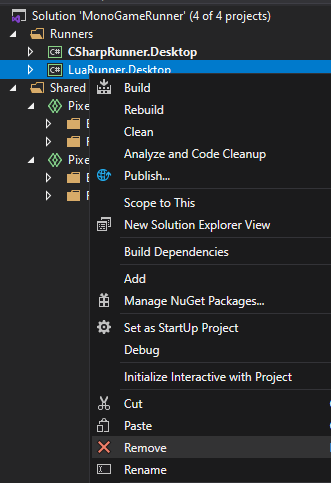 Solution 'MonoGameRunner' (4 of 4 projects)
Runners
C# CSharpRunner.Desktop
C# LuaRunner.Desktop
Shared
Pixe
Pixe
Build
Rebuild
Clean
Analyze and Code Cleanup
Publish...
Scope to This
New Solution Explorer View
Build Dependencies
Add
Manage NuGet Packages...
Set as StartUp Project
Debug
Initialize Interactive with Project
Cut
Paste
Remove
Rename